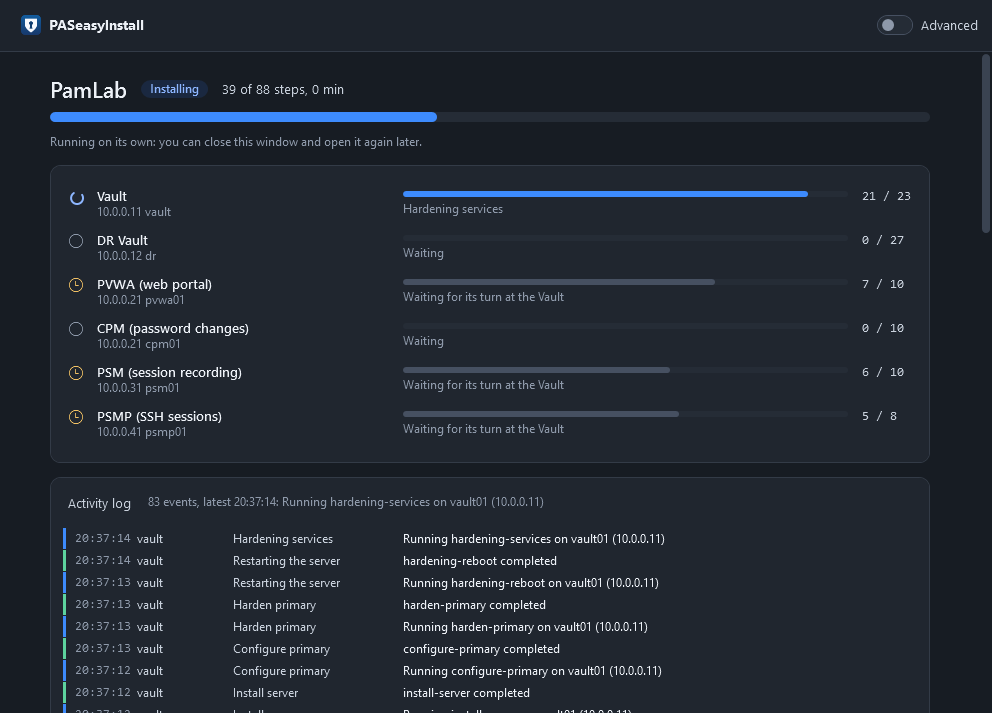 PASeasyInstall
Advanced
PamLab Installing 39 of 88 steps, 0 min
Running on its own: you can close this window and open it again later.
Vault
10.0.0.11 vault
Hardening services
21 / 23
DR Vault
10.0.0.12 dr
Waiting
0 / 27
PVWA (web portal)
10.0.0.21 pvwa01
Waiting for its turn at the Vault
7 / 10
CPM (password changes)
10.0.0.21 cpm01
Waiting
0 / 10
PSM (session recording)
10.0.0.31 psm01
Waiting for its turn at the Vault
6 / 10
PSMP (SSH sessions)
10.0.0.41 psmp01
Waiting for its turn at the Vault
5 / 8
Activity log 83 events, latest 20:37:14: Running hardening-services on vault01 (10.0.0.11)
20:37:14 vault Hardening services Running hardening-services on vault01 (10.0.0.11)
20:37:14 vault Restarting the server hardening-reboot completed
20:37:13 vault Restarting the server Running hardening-reboot on vault01 (10.0.0.11)
20:37:13 vault Harden primary harden-primary completed
20:37:13 vault Harden primary Running harden-primary on vault01 (10.0.0.11)
20:37:13 vault Configure primary configure-primary completed
20:37:12 vault Configure primary Running configure-primary on vault01 (10.0.0.11)
20:37:12 vault Install server install-server completed